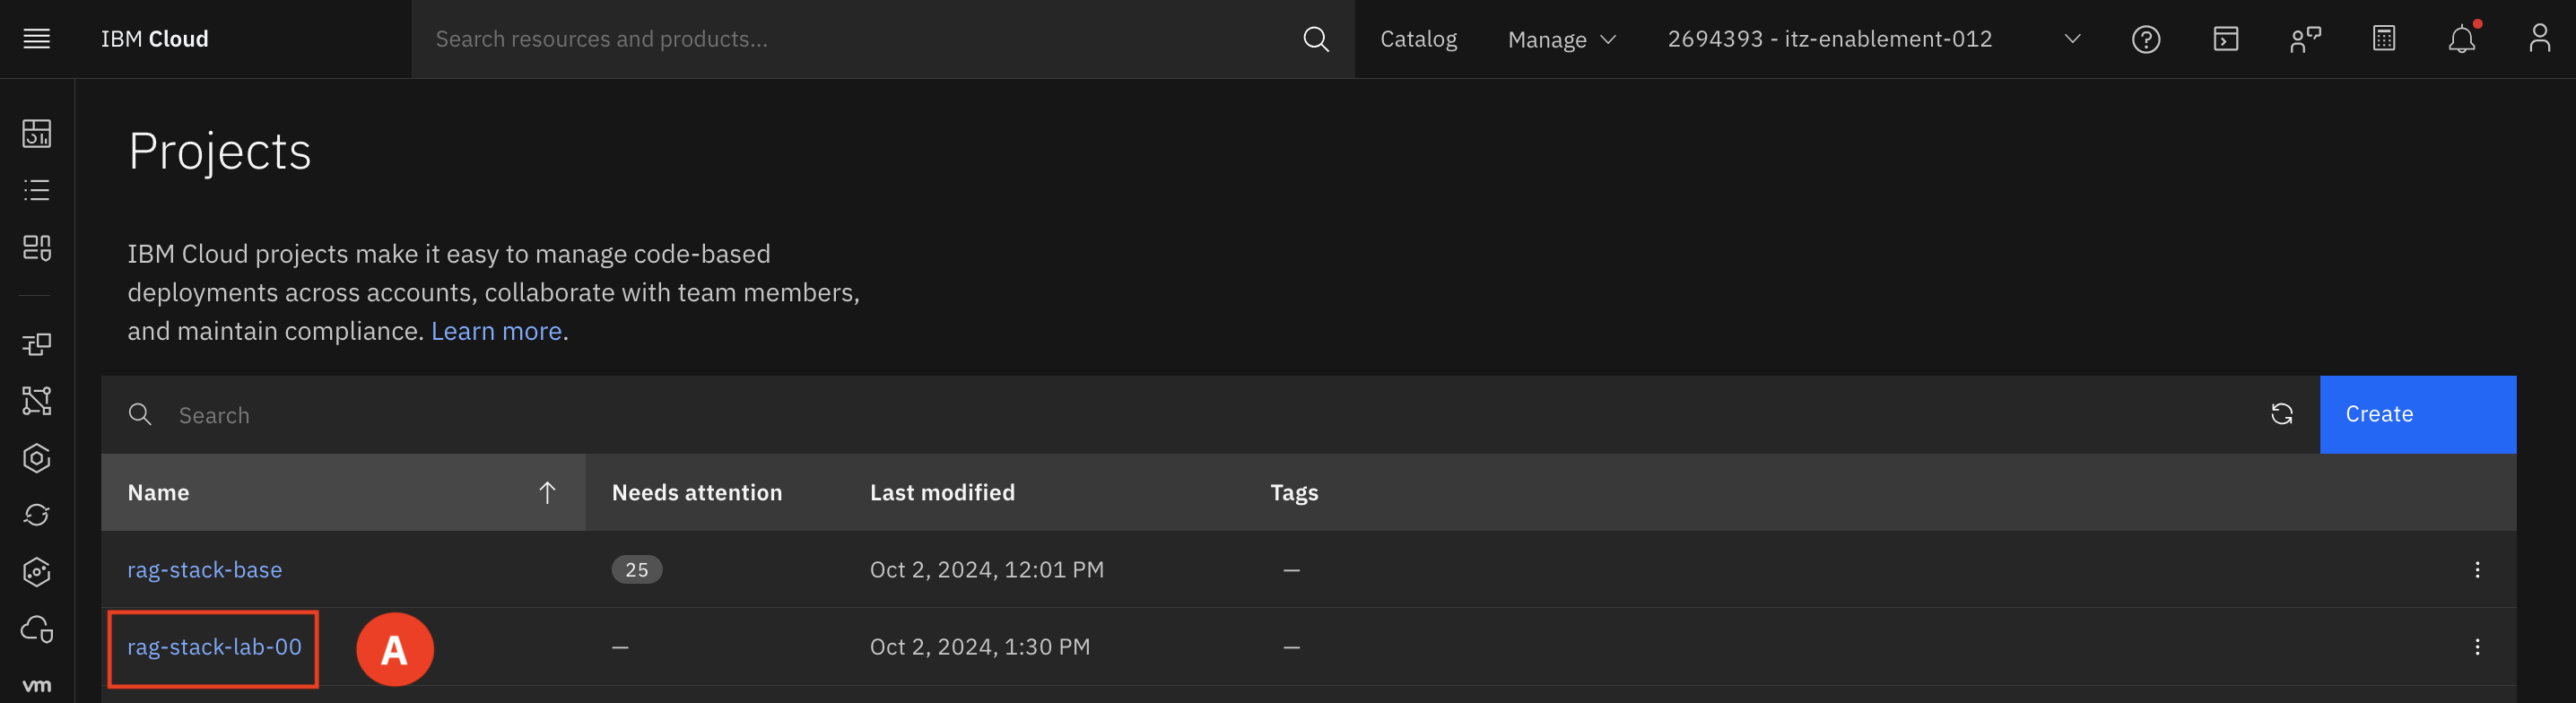 IBM Cloud
Search resources and products...
Catalog
Manage
2694393 - itz-enablement-012
Projects
IBM Cloud projects make it easy to manage code-based
deployments across accounts, collaborate with team members,
and maintain compliance. Learn more.
Search
Create
Name
Needs attention
Last modified
Tags
rag-stack-base
25
Oct 2, 2024, 12:01 PM
—
rag-stack-lab-00
A
—
Oct 2, 2024, 1:30 PM
—
vm